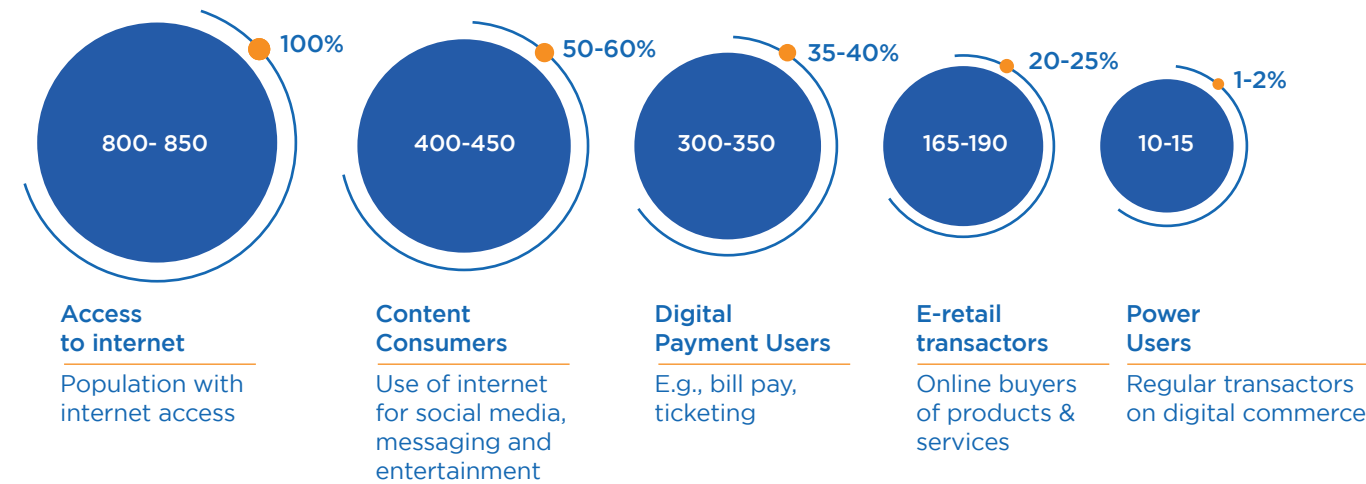 100%
800- 850
50-60%
400-450
35-40%
300-350
20-25%
165-190
1-2%
10-15
Access
to internet
Population with
internet access
Content
Consumers
Use of internet
for social media,
messaging and
entertainment
Digital
Payment Users
E.g., bill pay,
ticketing
E-retail
transactors
Online buyers
of products &
services
Power
Users
Regular transactors
on digital commerce